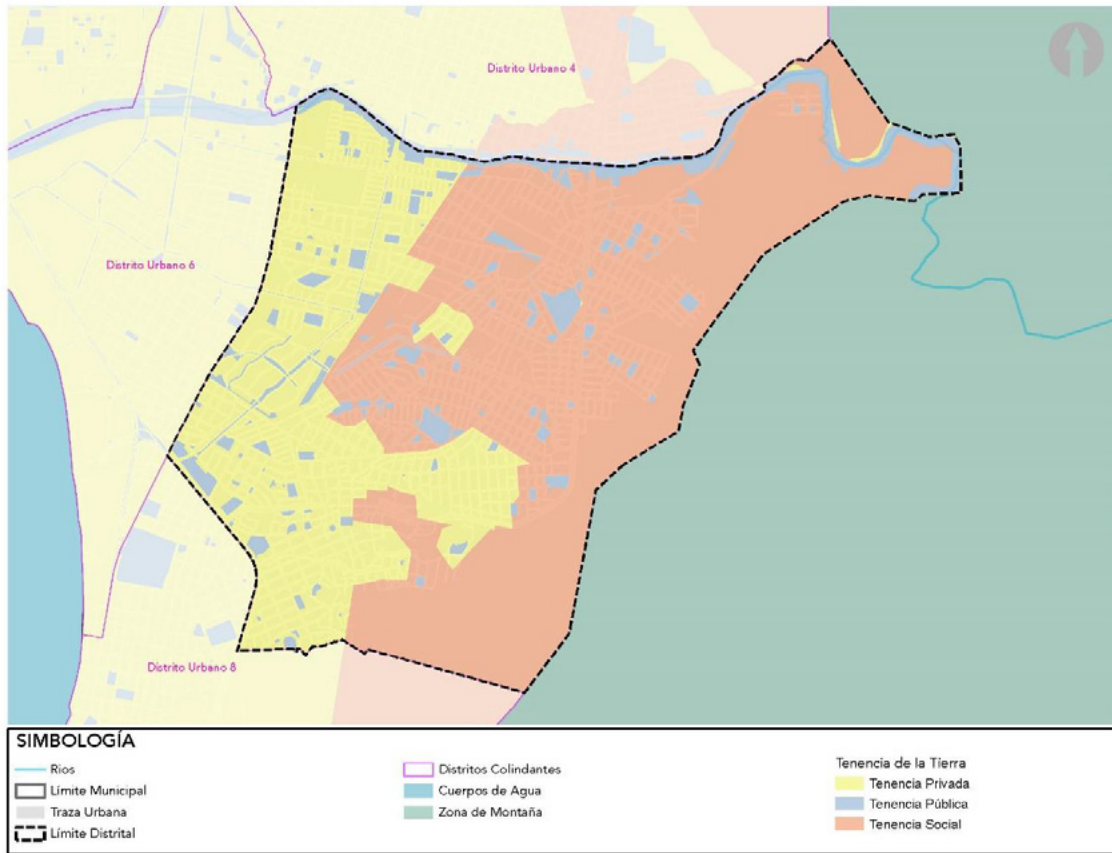 Distrito Urbano 4
Distrito Urbano 6
Distrito Urbano 8
SIMBOLOGÍA
Rios
Límite Municipal
Traza Urbana
Límite Distrital
Distritos Colindantes
Cuerpos de Agua
Zona de Montaña
Tenencia de la Tierra
Tenencia Privada
Tenencia Pública
Tenencia Social